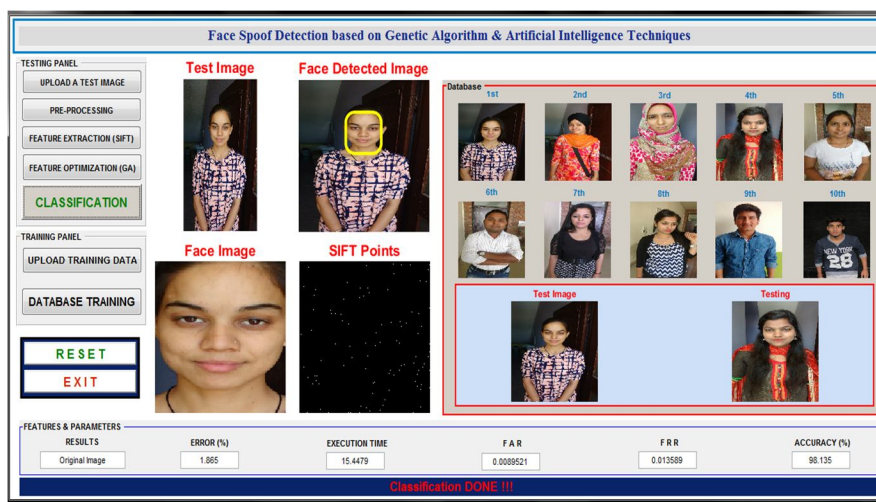 Face Spoof Detection based on Genetic Algorithm & Artificial Intelligence Techniques
TESTING PANEL
UPLOAD A TEST IMAGE
PRE-PROCESSING
FEATURE EXTRACTION (SIFT)
FEATURE OPTIMIZATION (GA)
CLASSIFICATION
TRAINING PANEL
UPLOAD TRAINING DATA
DATABASE TRAINING
R E S E T
E X I T
Test Image
Face Detected Image
Face Image
SIFT Points
Database
1st 2nd 3rd 4th 5th
6th 7th 8th 9th 10th
NEW YORK
28
Test Image Testing
FEATURES & PARAMETERS
RESULTS ERROR (%) EXECUTION TIME F A R F R R ACCURACY (%)
Original Image 1.865 15.4479 0.0089521 0.013589 98.135
Classification DONE !!!